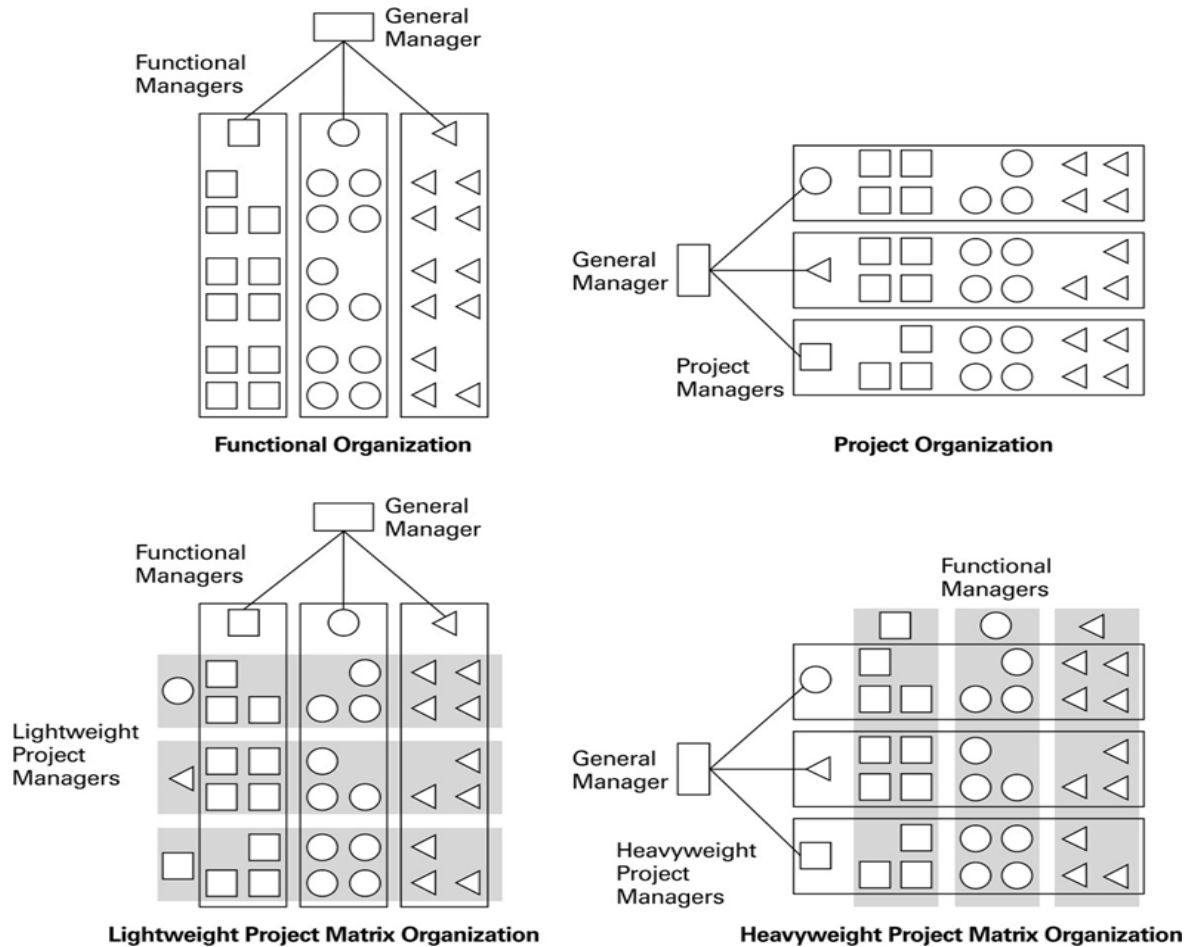 General
Manager
Functional
Managers
Functional Organization
General
Manager
Project
Managers
Project Organization
General
Manager
Functional
Managers
Lightweight
Project
Managers
Lightweight Project Matrix Organization
Functional
Managers
General
Manager
Heavyweight
Project
Managers
Heavyweight Project Matrix Organization